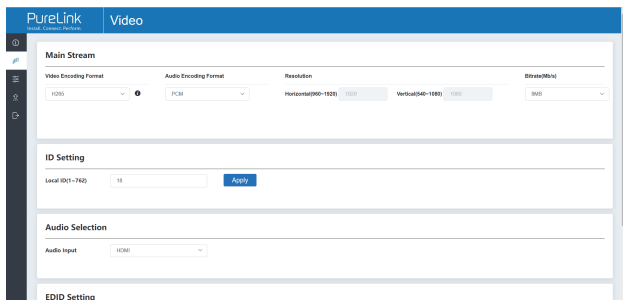 PureLink
Install. Connect. Perform.
Video
Main Stream
Video Encoding Format
Audio Encoding Format
Resolution
Bitrate(Mb/s)
H265
PCM
Horizontal(960~1920) 1920
Vertical(540~1080) 1080
8MB
ID Setting
Local ID(1~762) 18 Apply
Audio Selection
Audio Input HDMI
EDID Setting